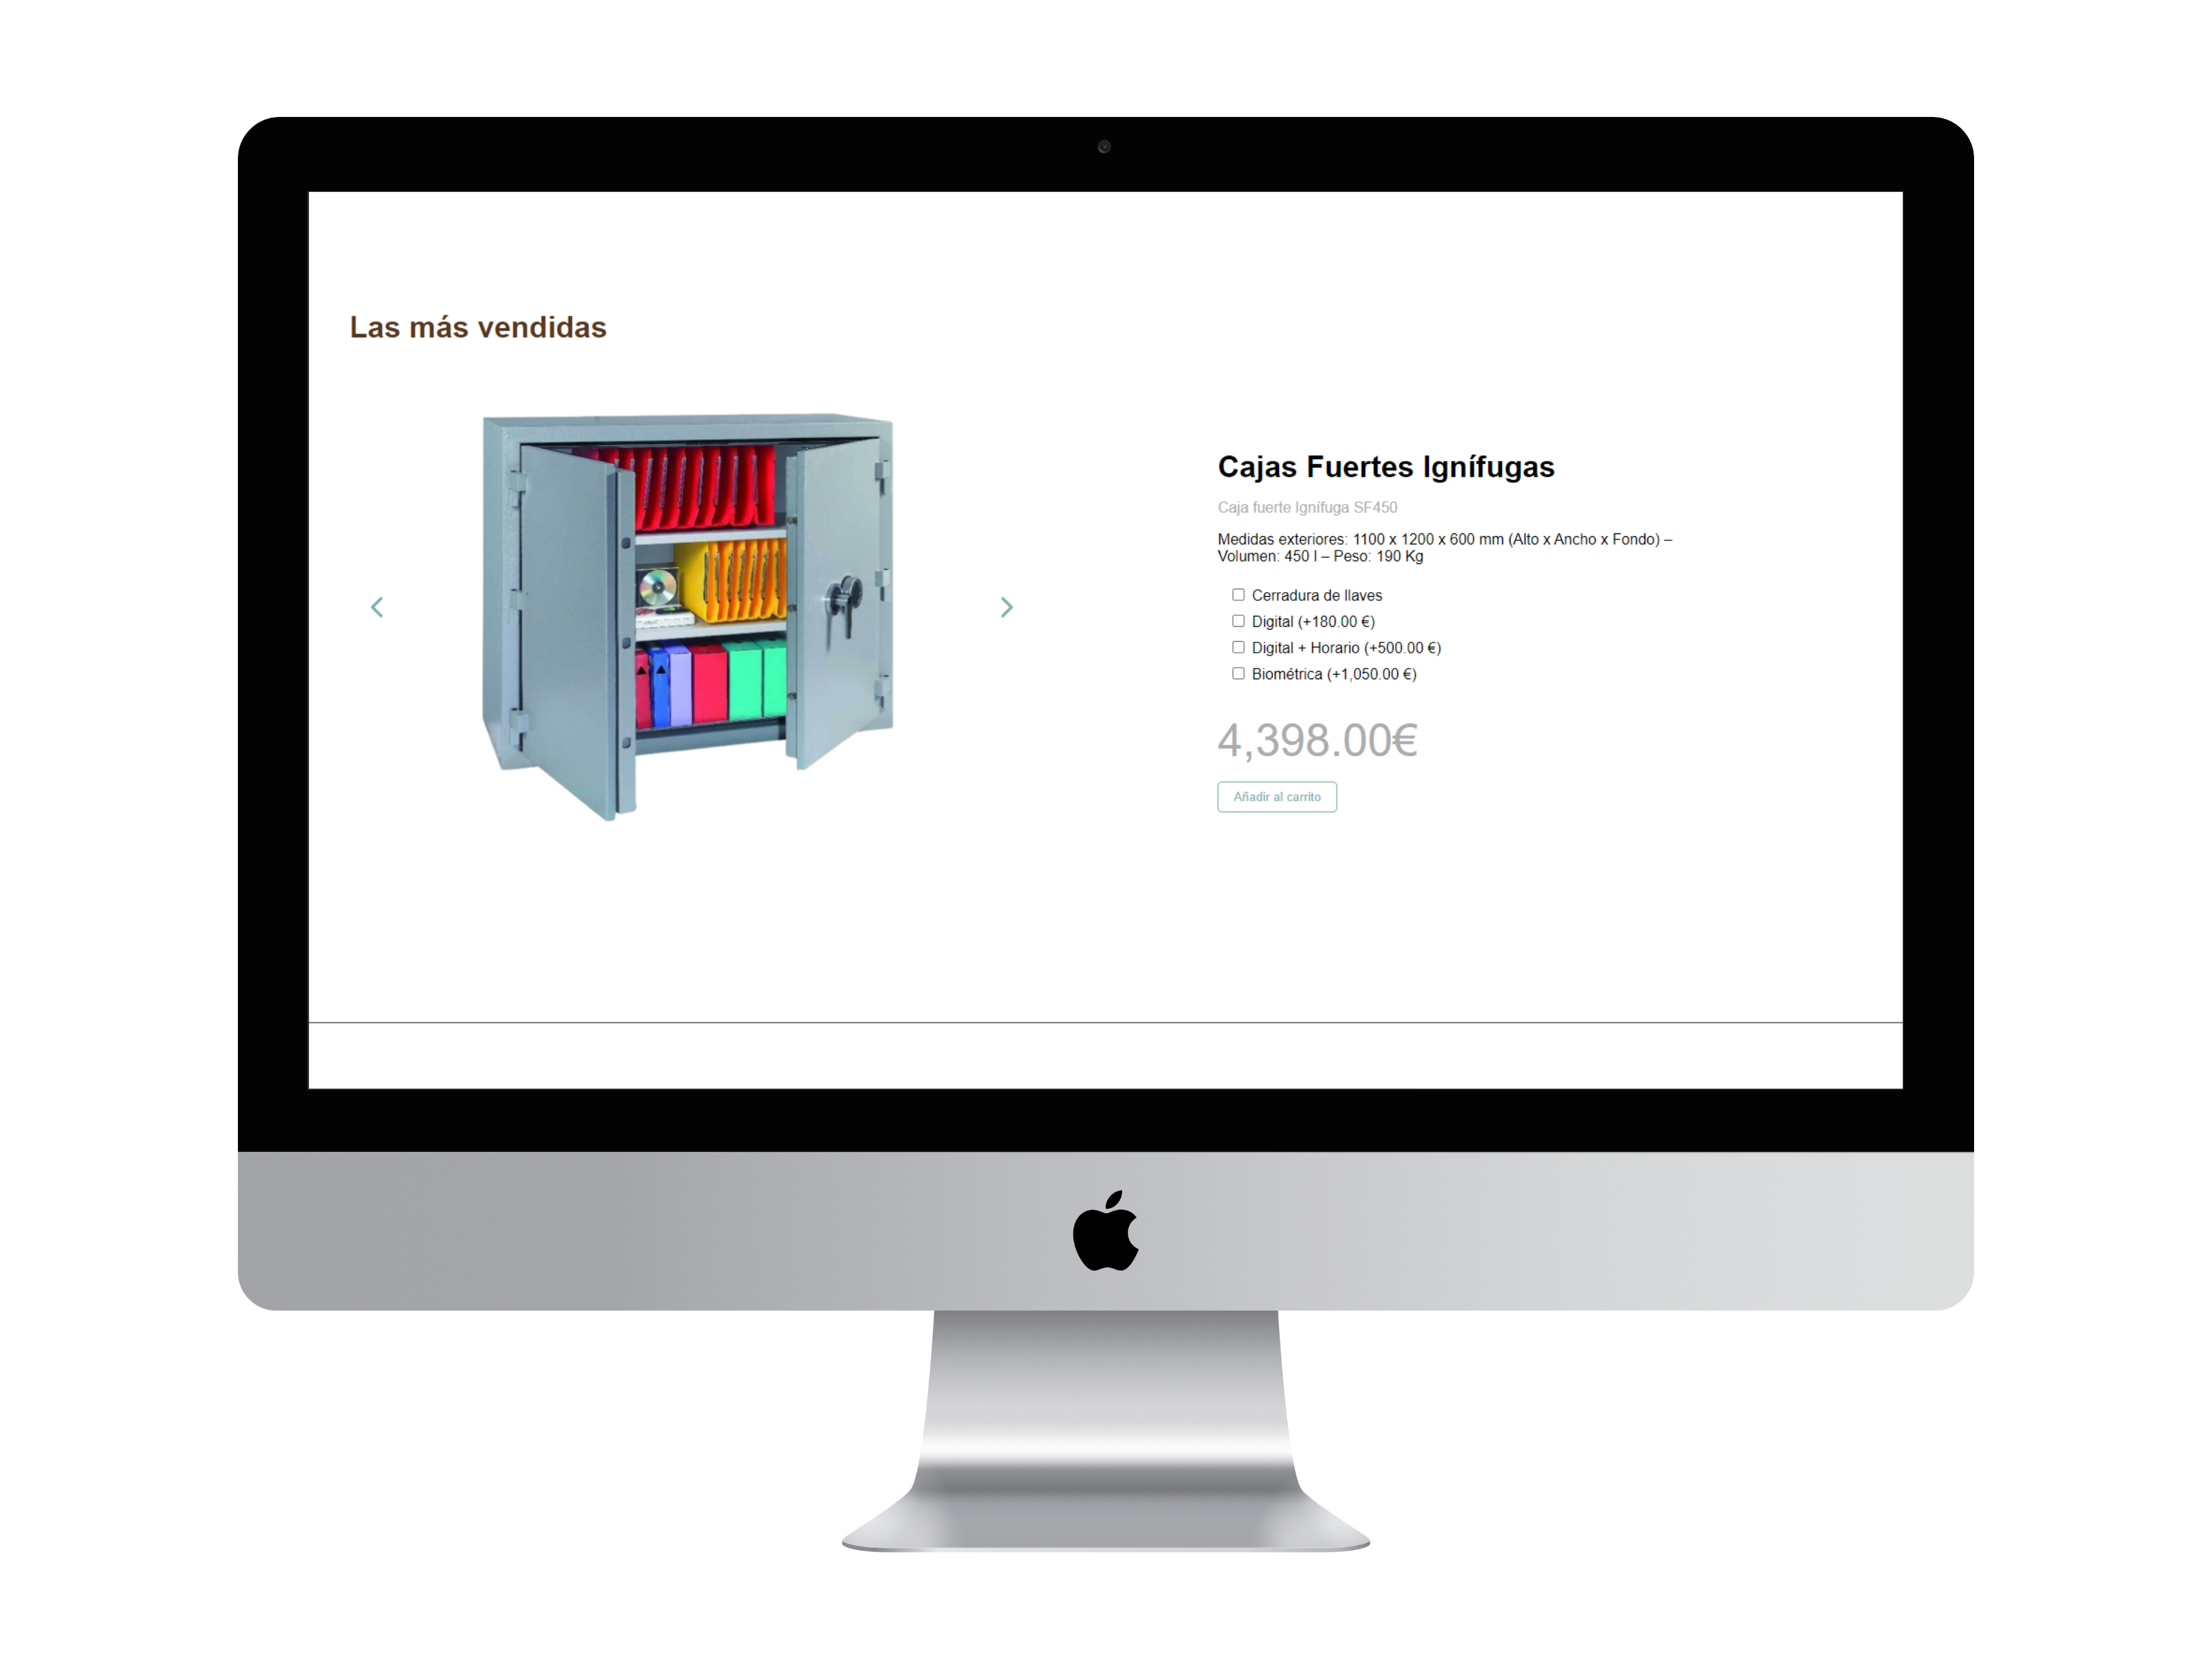 Las más vendidas
Cajas Fuertes Ignífugas
Caja fuerte Ignífuga SF450
Medidas exteriores: 1100 x 1200 x 600 mm (Alto x Ancho x Fondo) –
Volumen: 450 l – Peso: 190 Kg
Cerradura de llaves
Digital (+180.00 €)
Digital + Horario (+500.00 €)
Biométrica (+1,050.00 €)
4,398.00€
Añadir al carrito